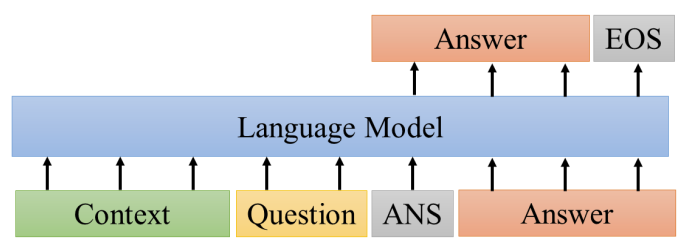 Answer EOS
Language Model
Context Question ANS Answer